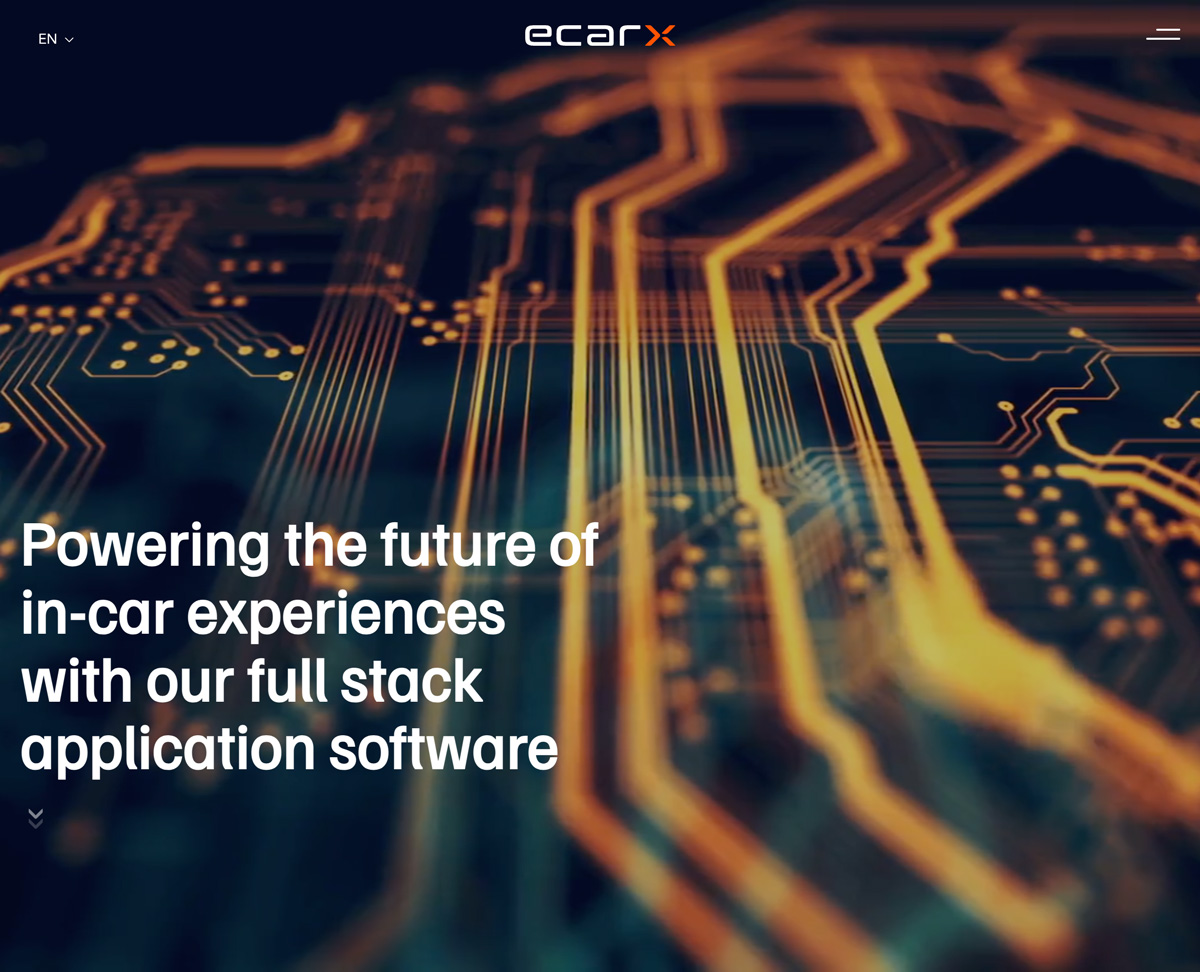 EN
ecarx
Powering the future of
in-car experiences
with our full stack
application software